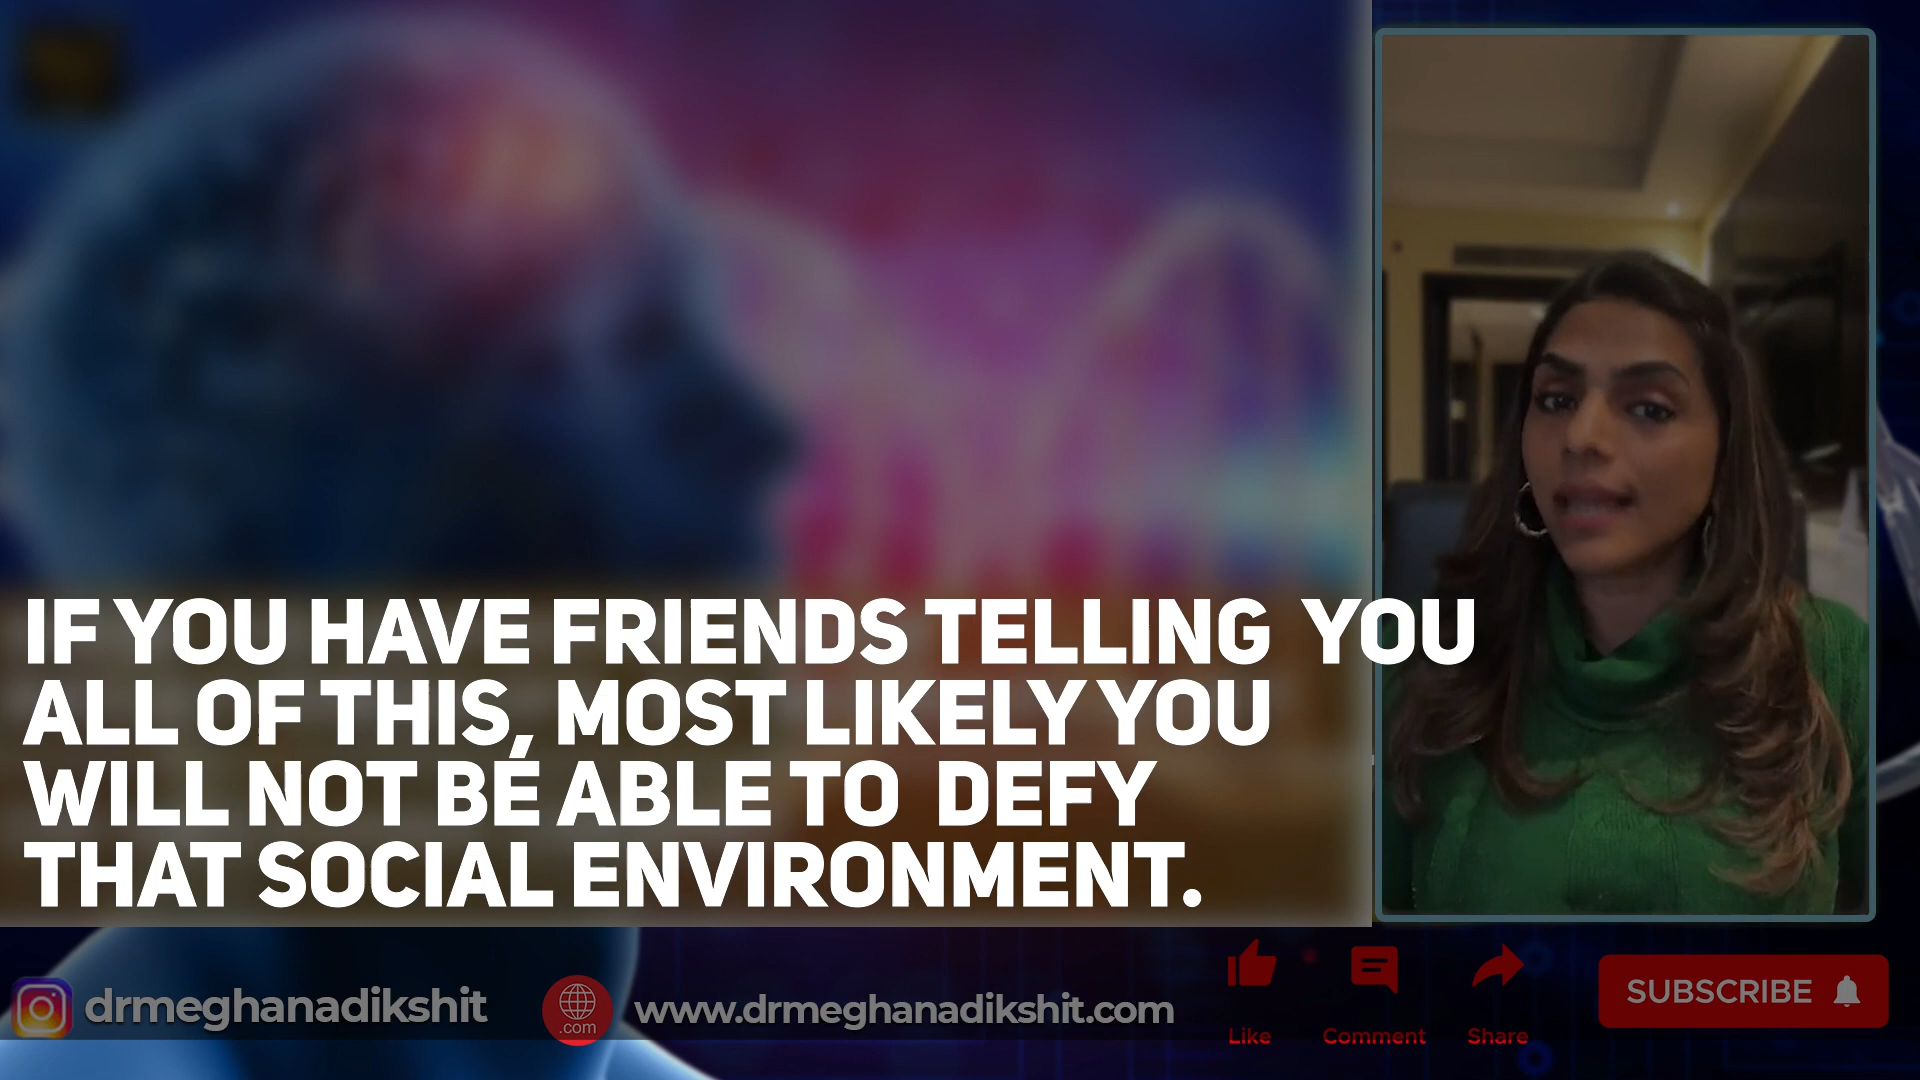 IF YOU HAVE FRIENDS TELLING YOU
ALL OF THIS, MOST LIKELY YOU
WILL NOT BE ABLE TO DEFY
THAT SOCIAL ENVIRONMENT.
drmeghanadikshit
.com
www.drmeghanadikshit.com
Like
Comment
Share
SUBSCRIBE